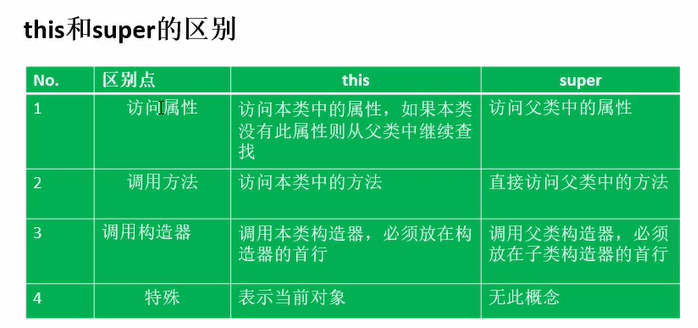 this和super的区别
No. 区别点 this super
1 访问属性 访问本类中的属性，如果本类 访问父类中的属性
没有此属性则从父类中继续查
找
2 调用方法 访问本类中的方法 直接访问父类中的方法
3 调用构造器 调用本类构造器，必须放在构 调用父类构造器，必须
造器的首行 放在子类构造器的首行
4 特殊 表示当前对象 无此概念